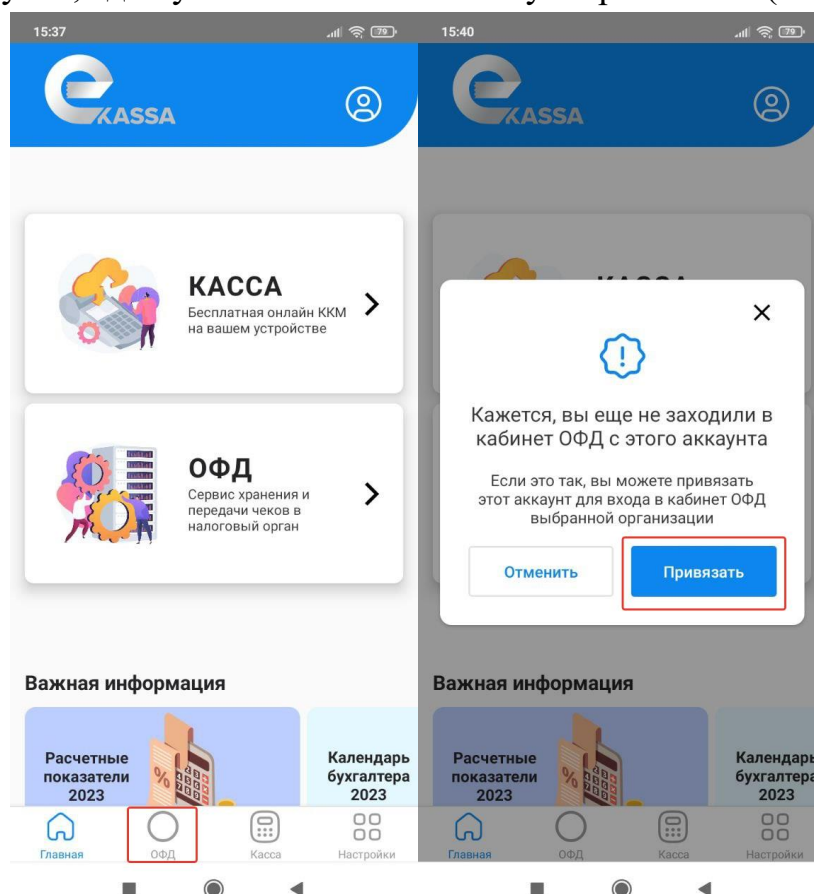 15:37
79
KASSA
КАССА
Бесплатная онлайн ККМ
на вашем устройстве
ОФД
Сервис хранения и
передачи чеков в
налоговый орган
Важная информация
Расчетные
показатели
2023
Календарь
бухгалтера
2023
Главная
ОФД
Касса
Настройки
15:40
79
KASSA
Кажется, вы еще не заходили в
кабинет ОФД с этого аккаунта
Если это так, вы можете привязать
этот аккаунт для входа в кабинет ОФД
выбранной организации
Отменить
Привязать
Важная информация
Расчетные
показатели
2023
Календарь
бухгалтера
2023
Главная
ОФД
Касса
Настройки